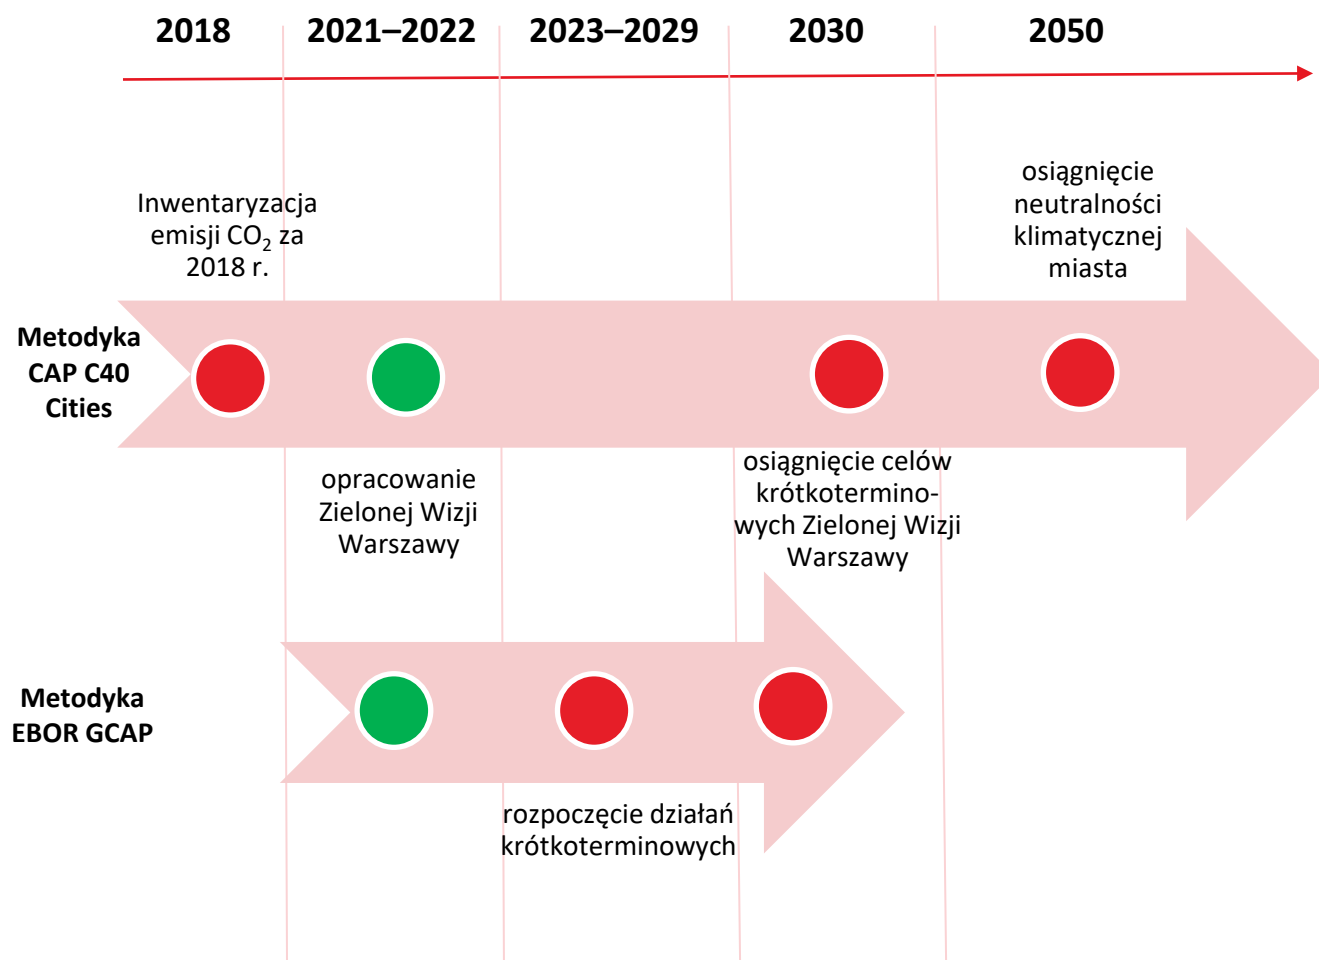 2018
2021–2022
2023–2029
2030
2050
Inwentaryzacja
emisji CO₂ za
2018 r.
osiągnięcie
neutralności
klimatycznej
miasta
Metodyka
CAP C40
Cities
opracowanie
Zielonej Wizji
Warszawy
osiągnięcie celów
krótkotermino-
wych Zielonej Wizji
Warszawy
Metodyka
EBOR GCAP
rozpoczęcie działań
krótkoterminowych